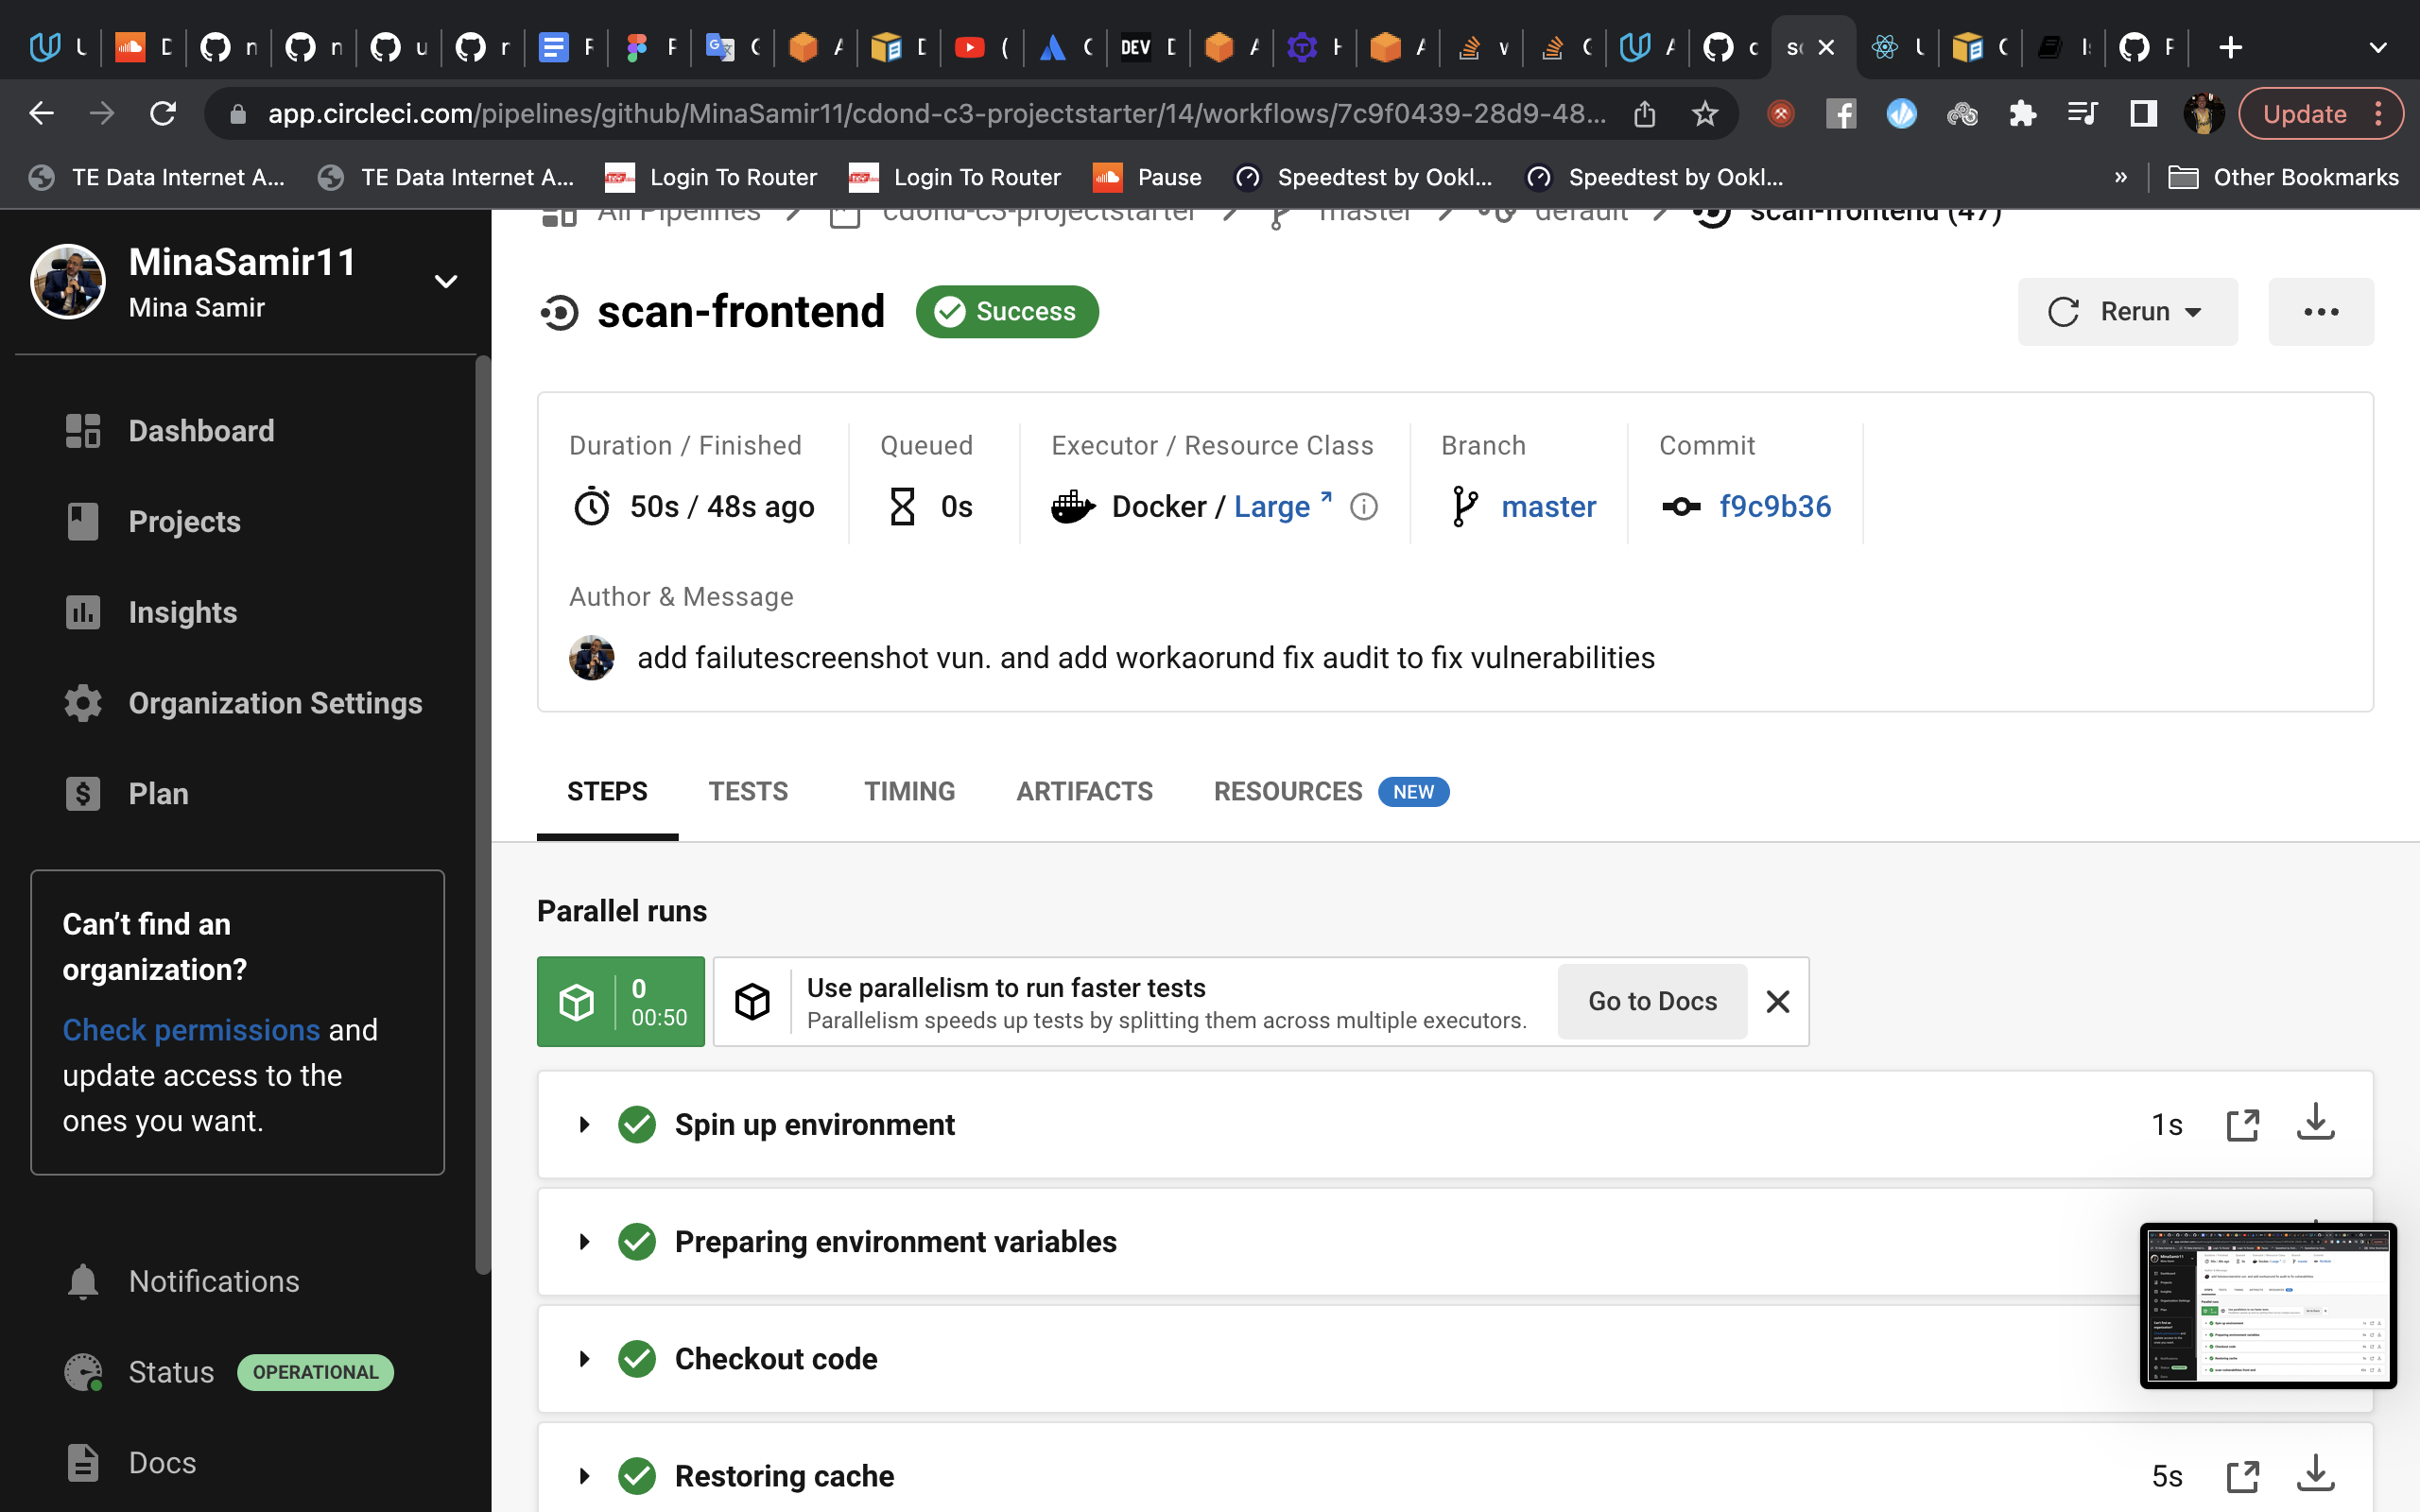 DEV
app.circleci.com/pipelines/github/MinaSamir11/cdond-c3-projectstarter/14/workflows/7c9f0439-28d9-48...
Update
TE Data Internet A...
TE Data Internet A...
Login To Router
Login To Router
Pause
Speedtest by Ookl...
Speedtest by Ookl...
»
Other Bookmarks
MinaSamir11
Mina Samir
Dashboard
Projects
Insights
Organization Settings
Plan
Can't find an
organization?
Check permissions and
update access to the
ones you want.
Notifications
Status OPERATIONAL
Docs
All Pipelines
cdond-c3-projectstarter
master
default
scan-frontend (47)
scan-frontend
Success
Rerun
Duration / Finished
50s / 48s ago
Queued
0s
Executor / Resource Class
Docker / Large
Branch
master
Commit
f9c9b36
Author & Message
add failutescreenshot vun. and add workaorund fix audit to fix vulnerabilities
STEPS
TESTS
TIMING
ARTIFACTS
RESOURCES NEW
Parallel runs
0
00:50
Use parallelism to run faster tests
Parallelism speeds up tests by splitting them across multiple executors.
Go to Docs
Spin up environment
1s
Preparing environment variables
Checkout code
Restoring cache
5s